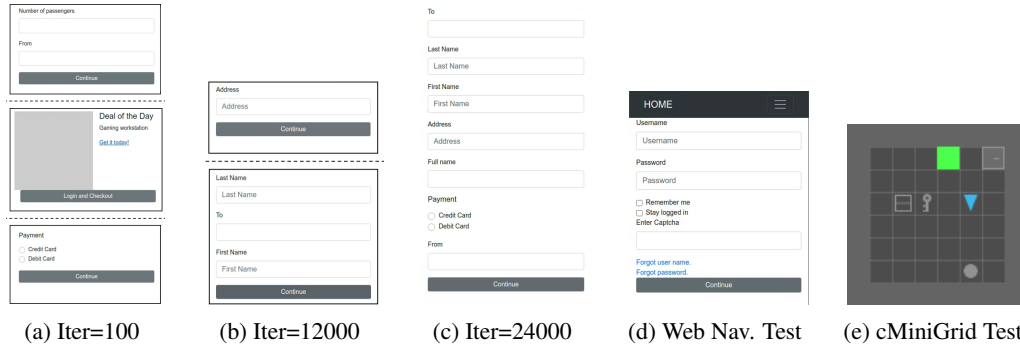 Number of passengers
From
Continue
Deal of the Day
Gaming workstation
Get it today!
Login and Checkout
Payment
Credit Card
Debit Card
Continue
(a) Iter=100
Address
Address
Continue
Last Name
Last Name
To
First Name
First Name
Continue
(b) Iter=12000
To
Last Name
Last Name
First Name
First Name
Address
Address
Full name
Payment
Credit Card
Debit Card
From
Continue
(c) Iter=24000
HOME
Username
Username
Password
Password
Remember me
Stay logged in
Enter Captcha
Forgot user name.
Forgot password.
Continue
(d) Web Nav. Test
(e) cMiniGrid Test